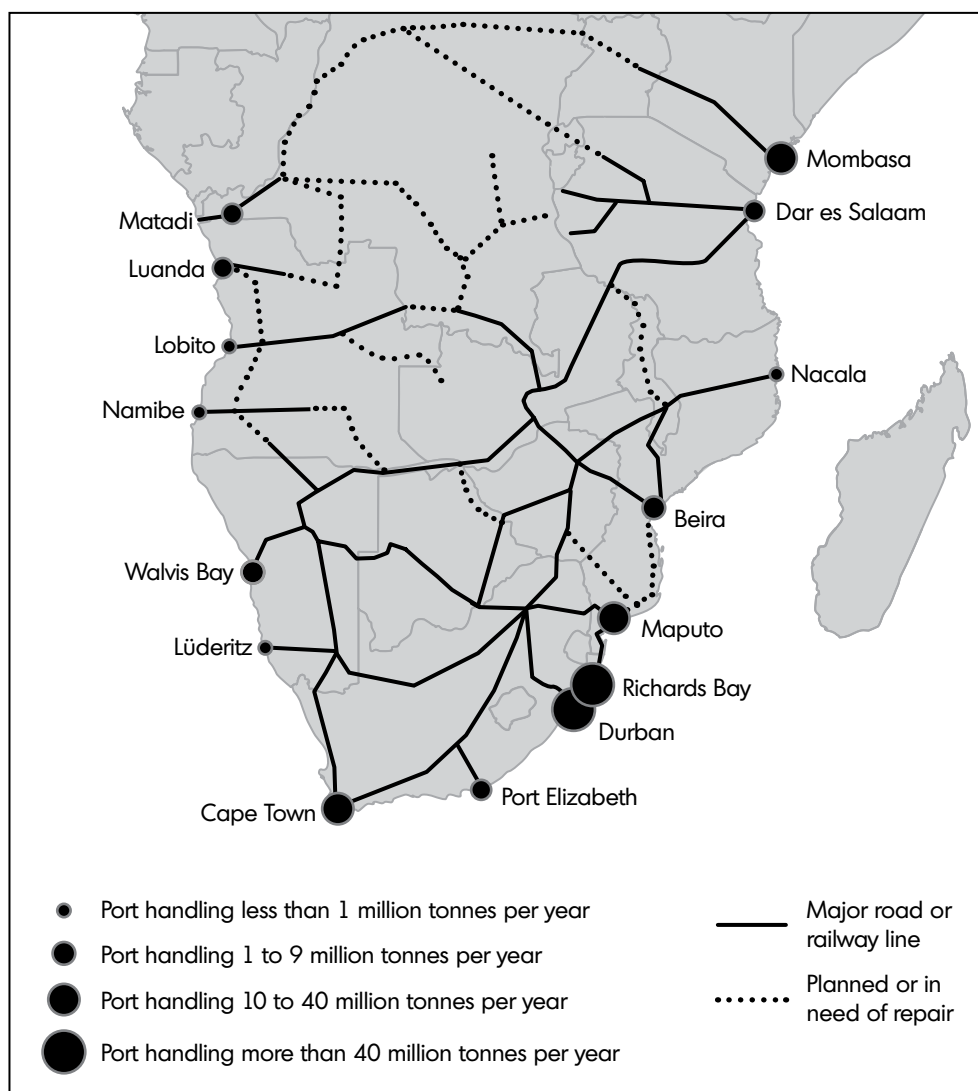 Mombasa
Matadi
Dar es Salaam
Luanda
Lobito
Nacala
Namibe
Beira
Walvis Bay
Maputo
Lüderitz
Richards Bay
Durban
Cape Town
Port Elizabeth
Port handling less than 1 million tonnes per year
Port handling 1 to 9 million tonnes per year
Port handling 10 to 40 million tonnes per year
Port handling more than 40 million tonnes per year
Major road or
railway line
Planned or in
need of repair